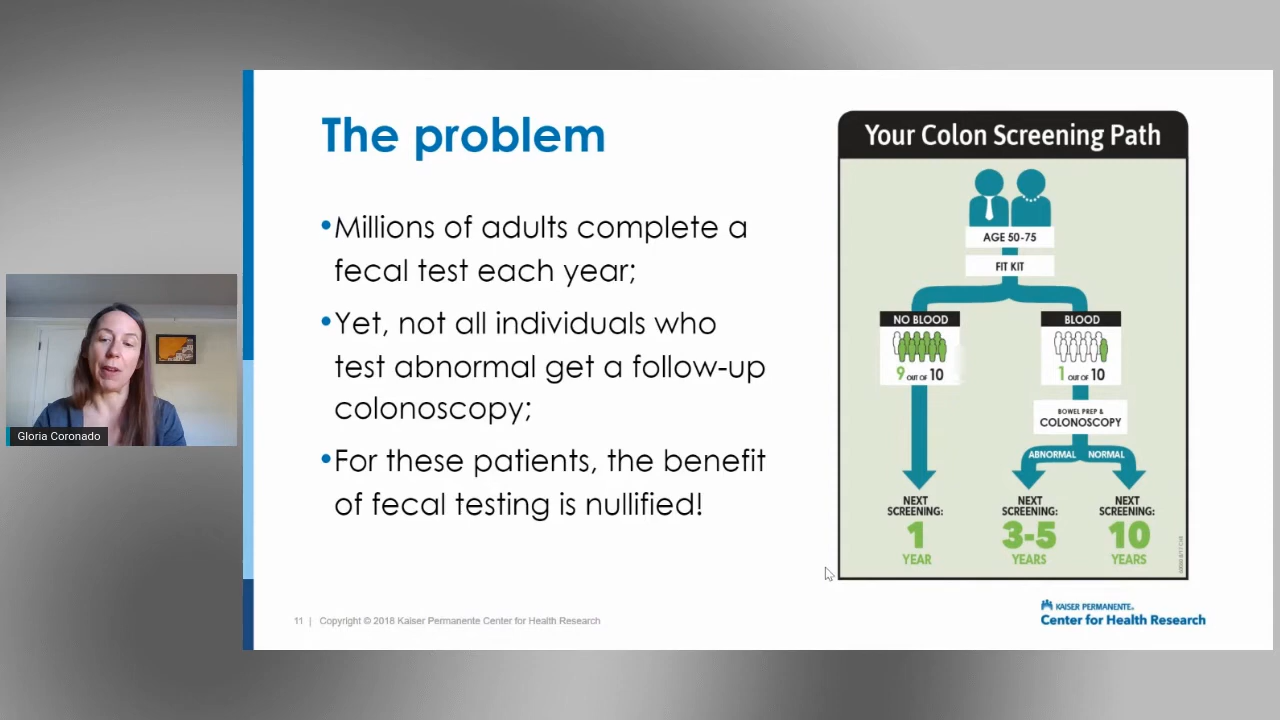 The problem
•Millions of adults complete a
fecal test each year;
•Yet, not all individuals who
test abnormal get a follow-up
colonoscopy;
•For these patients, the benefit
of fecal testing is nullified!
Your Colon Screening Path
AGE 50-75
FIT KIT
NO BLOOD
9 OUT OF 10
BLOOD
1 OUT OF 10
BOWEL PREP &
COLONOSCOPY
ABNORMAL
NORMAL
NEXT
SCREENING:
1
YEAR
NEXT
SCREENING:
3-5
YEARS
NEXT
SCREENING:
10
YEARS
Gloria Coronado
11 | Copyright © 2018 Kaiser Permanente Center for Health Research
KAISER PERMANENTE®
Center for Health Research